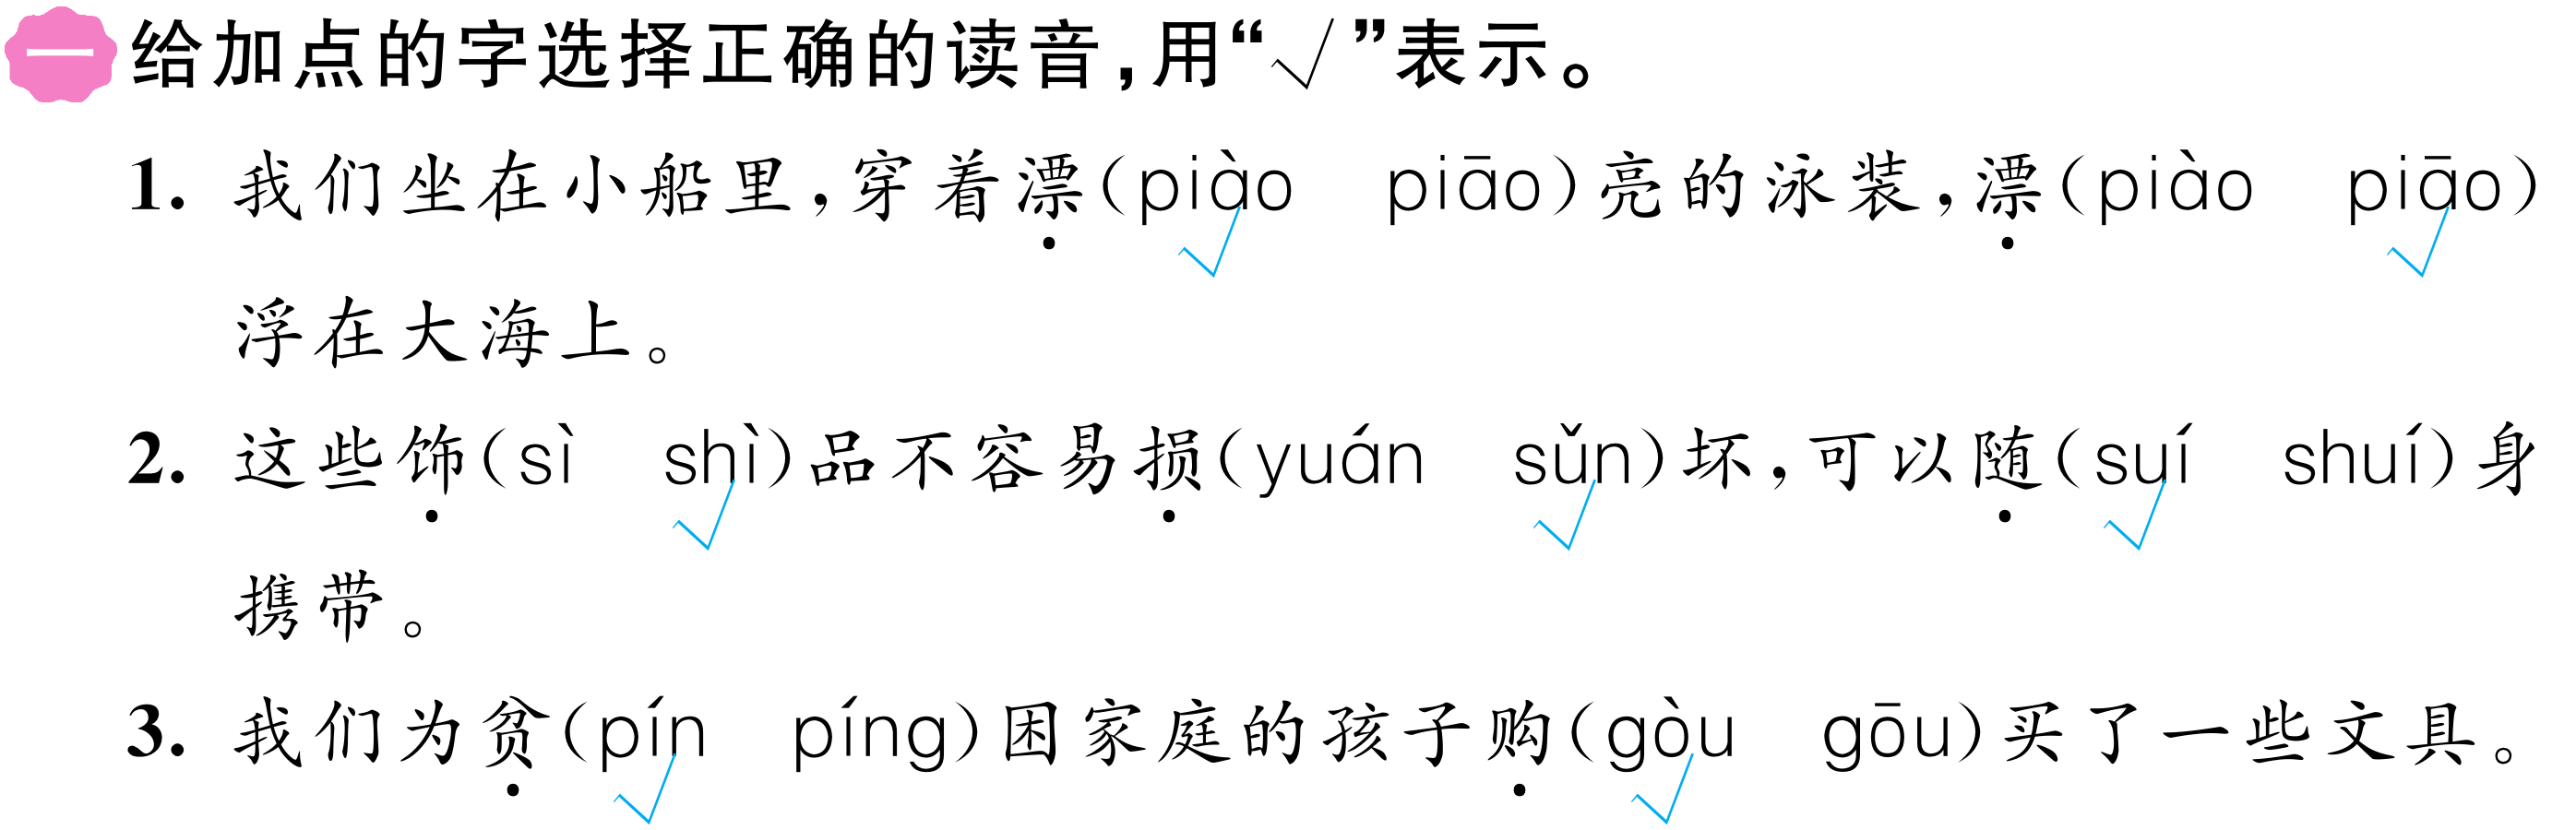 一 给加点的字选择正确的读音,用“√”表示。
1. 我们坐在小船里,穿着漂(piào piāo)亮的泳装,漂(piào piāo)
√ √
浮在大海上。
2. 这些饰(sì shì)品不容易损(yuán sǔn)坏,可以随(suí shuí)身
√ √ √
携带。
3. 我们为贫(pín píng)困家庭的孩子购(gòu gōu)买了一些文具。
√ √